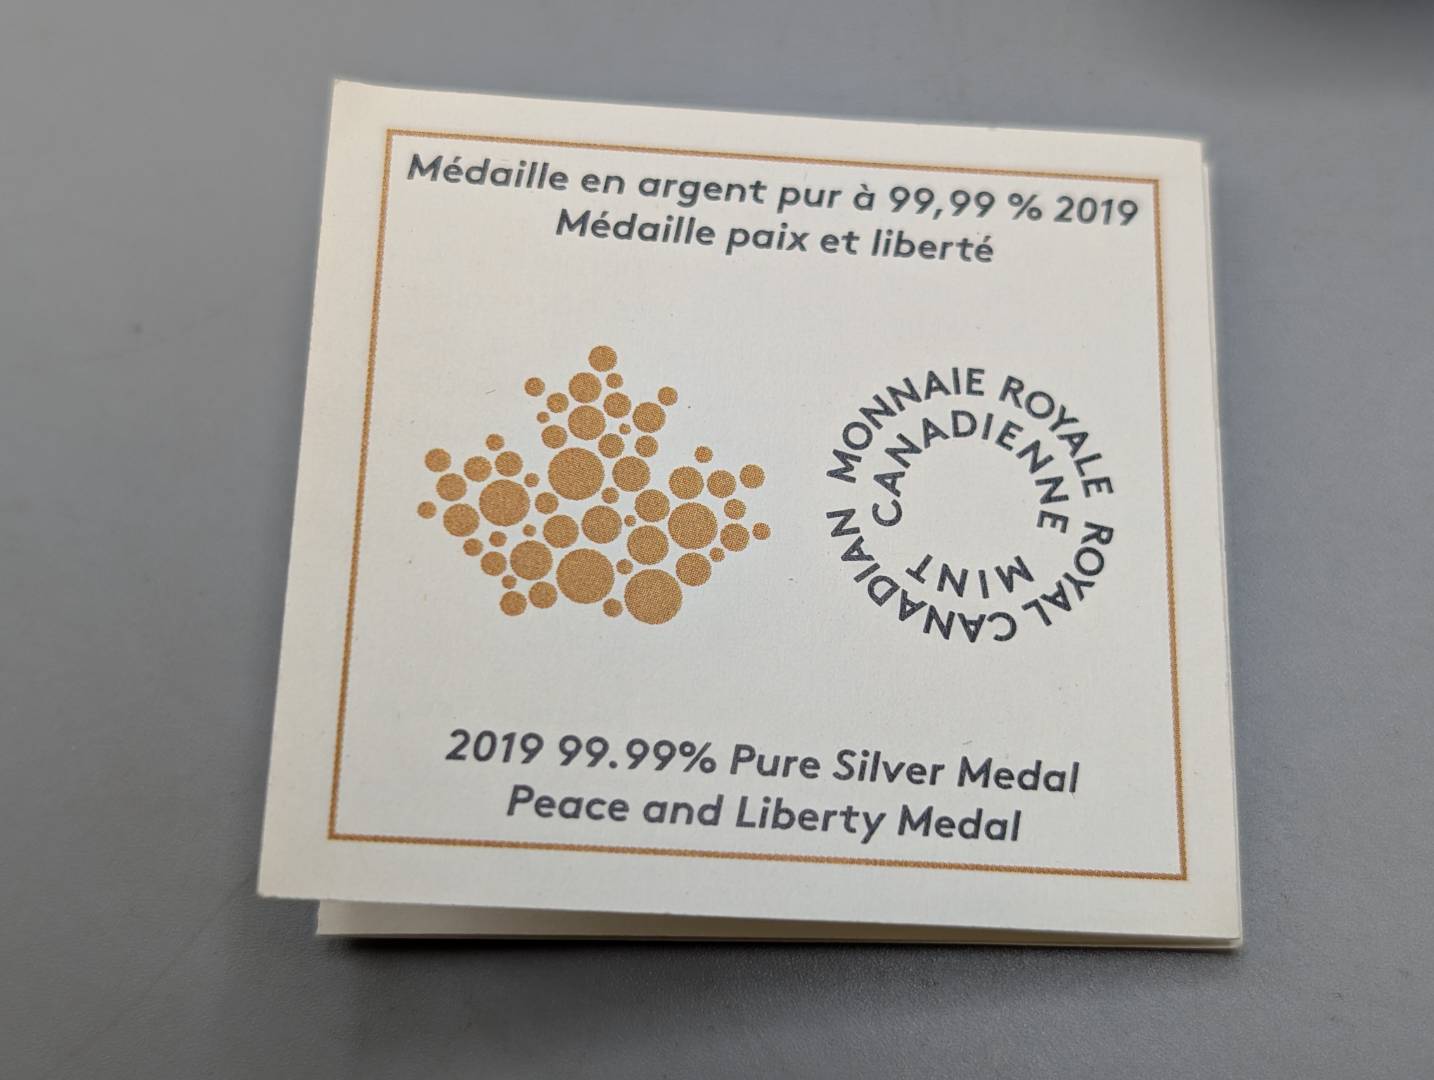 Médaille en argent pur à 99,99 % 2019
Médaille paix et liberté
MONNAIE ROYALE
CANADIENNE
ROYAL CANADIAN
MINT
2019 99.99% Pure Silver Medal
Peace and Liberty Medal